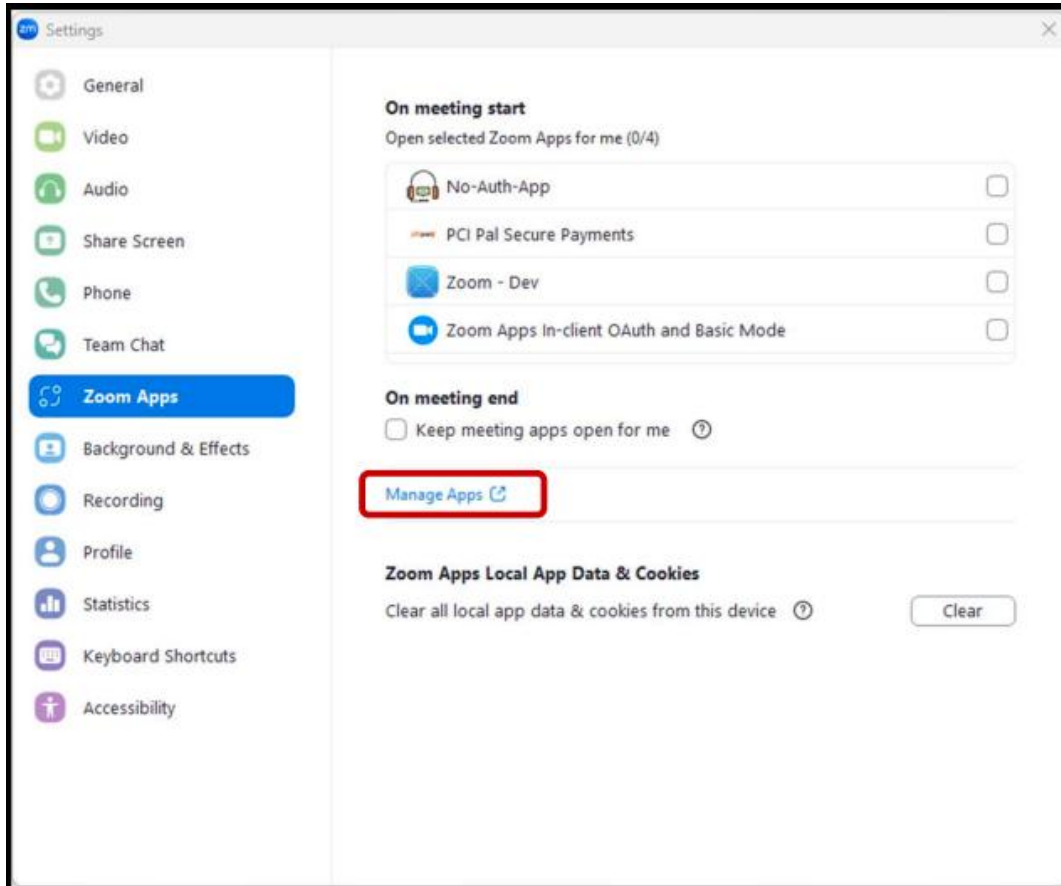 zm Settings
General
Video
Audio
Share Screen
Phone
Team Chat
Zoom Apps
Background & Effects
Recording
Profile
Statistics
Keyboard Shortcuts
Accessibility
On meeting start
Open selected Zoom Apps for me (0/4)
No-Auth-App
PCI Pal Secure Payments
Zoom - Dev
Zoom Apps In-client OAuth and Basic Mode
On meeting end
Keep meeting apps open for me
Manage Apps
Zoom Apps Local App Data & Cookies
Clear all local app data & cookies from this device
Clear